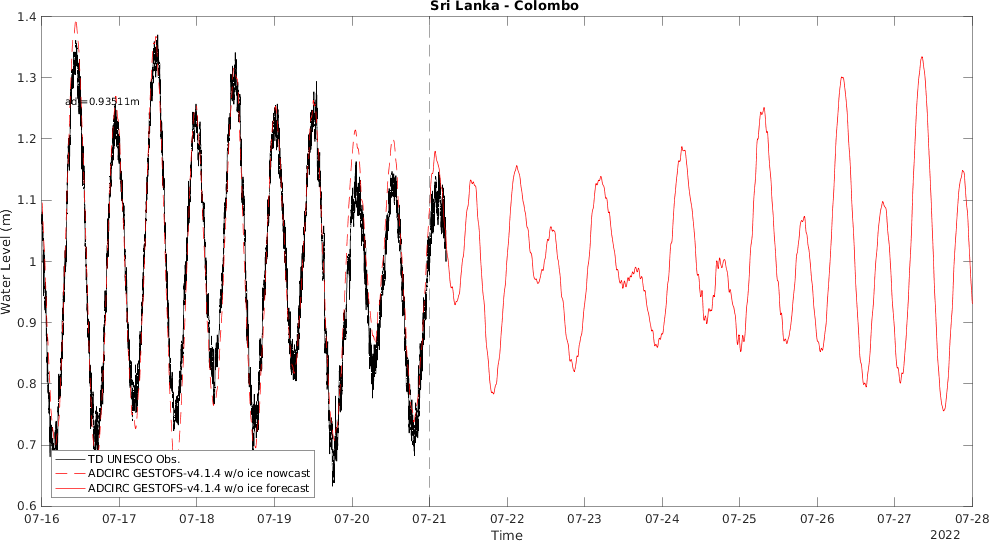 Sri Lanka - Colombo
1.4
1.3
1.2
1.1
1
0.9
0.8
0.7
0.6
Water Level (m)
ad =0.93511m
TD UNESCO Obs.
ADCIRC GESTOFS-v4.1.4 w/o ice nowcast
ADCIRC GESTOFS-v4.1.4 w/o ice forecast
07-16 07-17 07-18 07-19 07-20 07-21 07-22 07-23 07-24 07-25 07-26 07-27 07-28
Time
2022